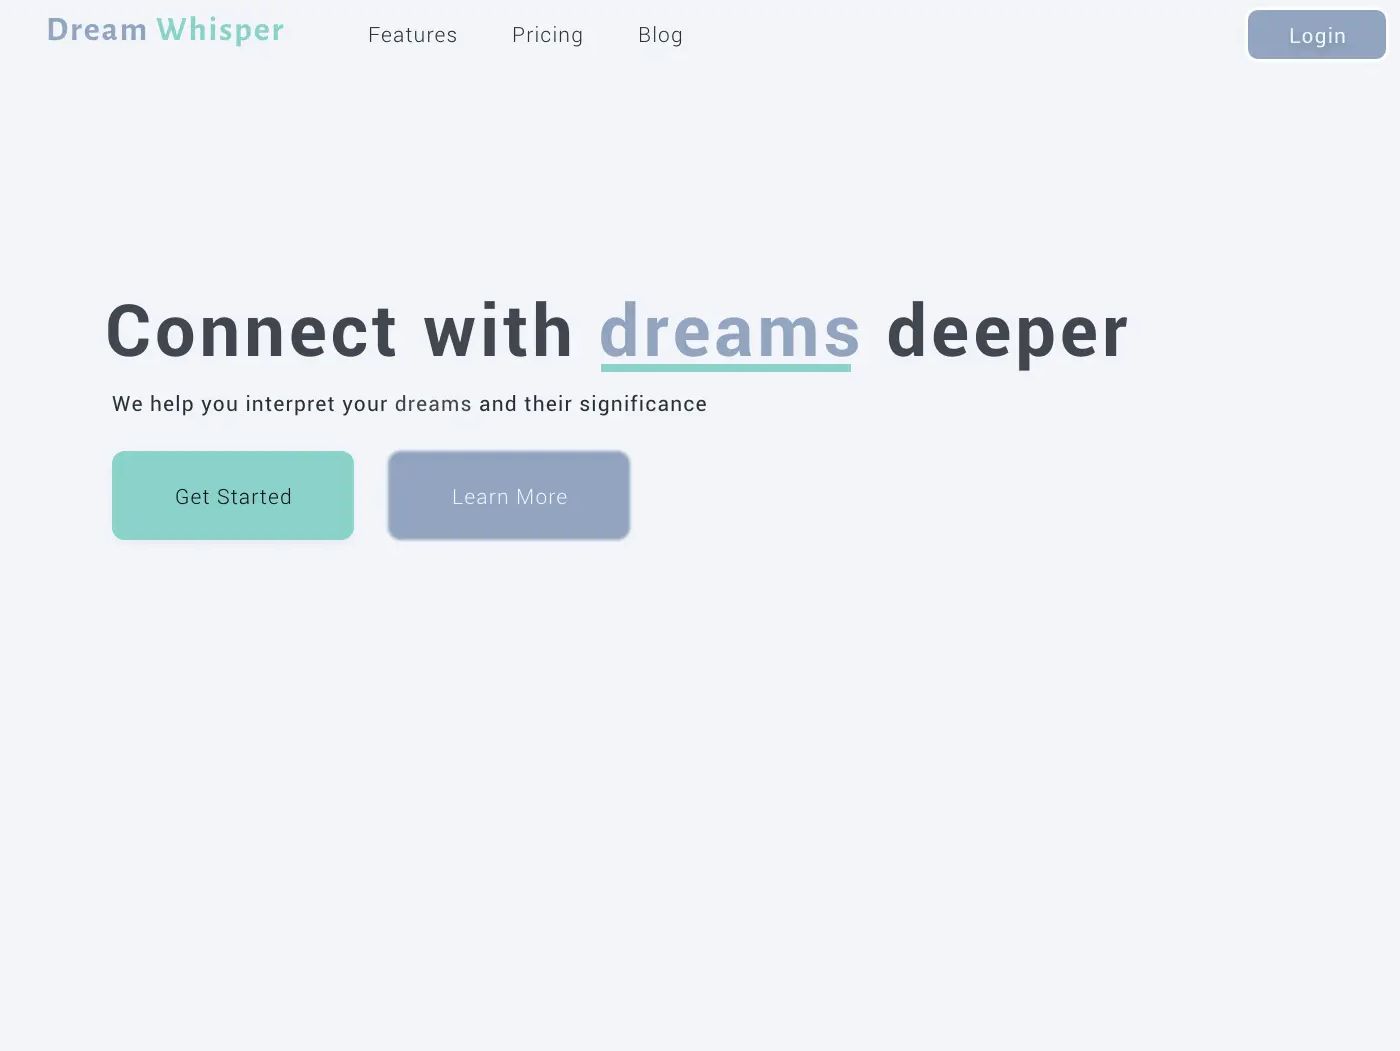 Dream Whisper Features Pricing Blog Login
Connect with dreams deeper
We help you interpret your dreams and their significance
Get Started Learn More